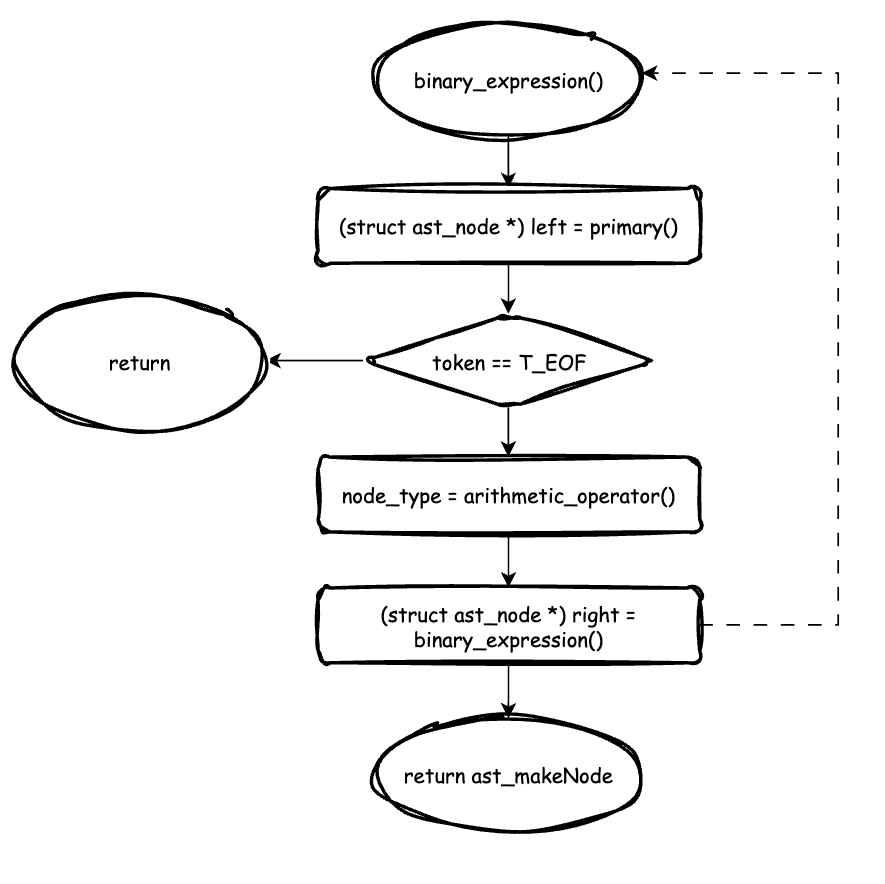 binary_expression()
(struct ast_node *) left = primary()
return
token == T_EOF
node_type = arithmetic_operator()
(struct ast_node *) right =
binary_expression()
return ast_makeNode